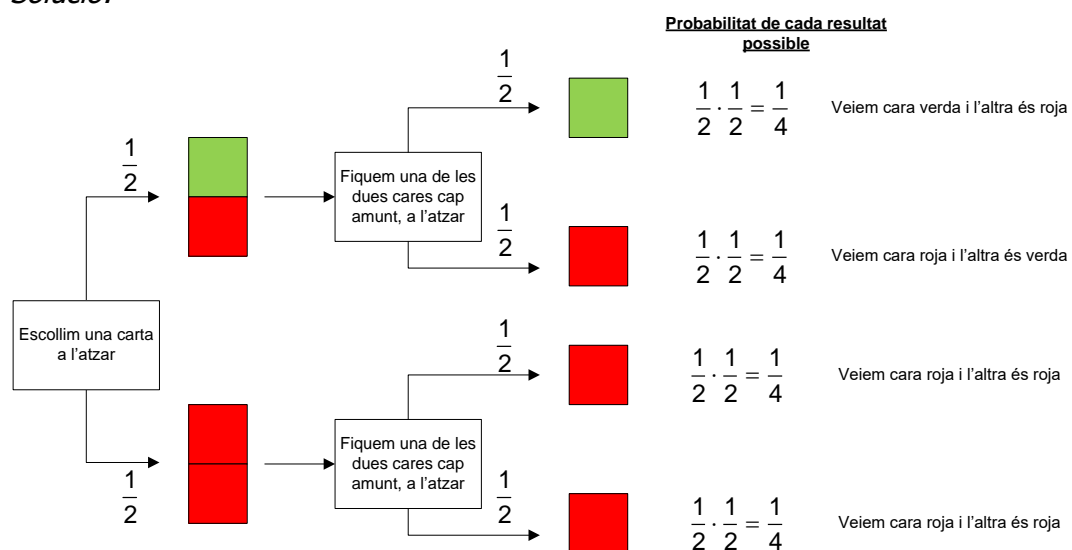 Solució:
Probabilitat de cada resultat
possible
1/2
1/2 · 1/2 = 1/4
Veiem cara verda i l'altra és roja
1/2
Fiquem una de les
dues cares cap
amunt, a l'atzar
1/2
1/2 · 1/2 = 1/4
Veiem cara roja i l'altra és verda
Escollim una carta
a l'atzar
1/2
1/2 · 1/2 = 1/4
Veiem cara roja i l'altra és roja
1/2
Fiquem una de les
dues cares cap
amunt, a l'atzar
1/2
1/2 · 1/2 = 1/4
Veiem cara roja i l'altra és roja